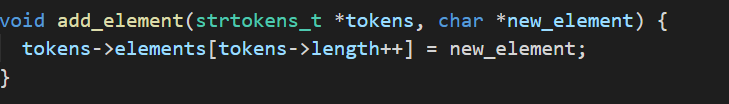 void add_element(strtokens_t *tokens, char *new_element) {
  tokens->elements[tokens->length++] = new_element;
}